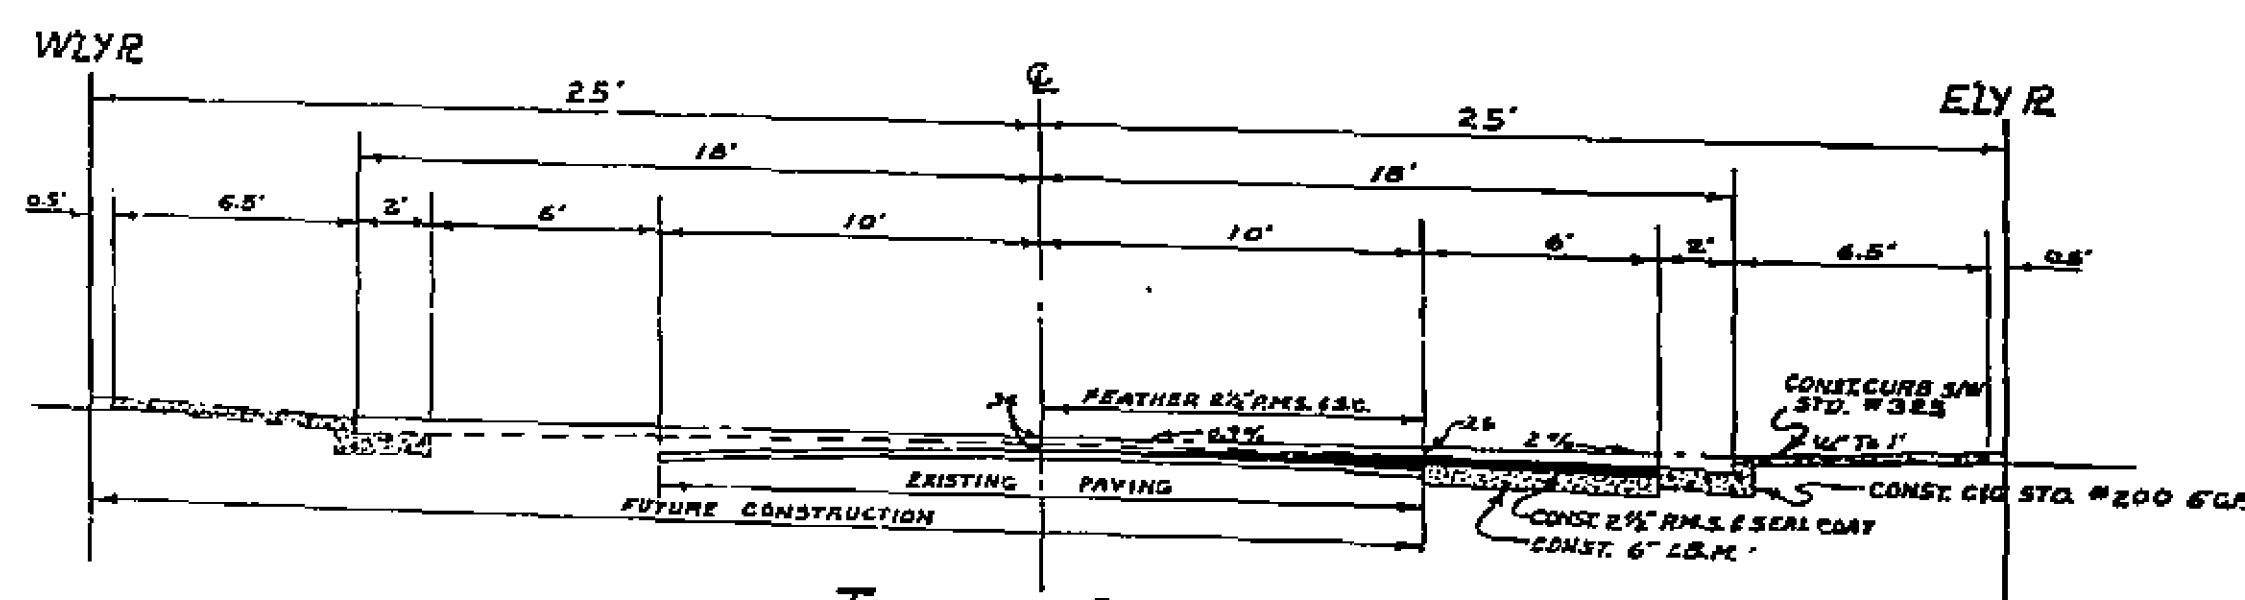 WLYR
℄
ELY R
25'
25'
18'
18'
0.5'
6.5'
2'
6'
10'
10'
6'
2'
6.5'
0.5'
FEATHER 2½" R.M.S. & S.C.
CONST. CURB S/W
STD. #325
¼" TO 1'
.26
2%
EXISTING PAVING
FUTURE CONSTRUCTION
CONST. C&G STD. #200
CONST. 2½" R.M.S. & SEAL COAT
CONST. 6"